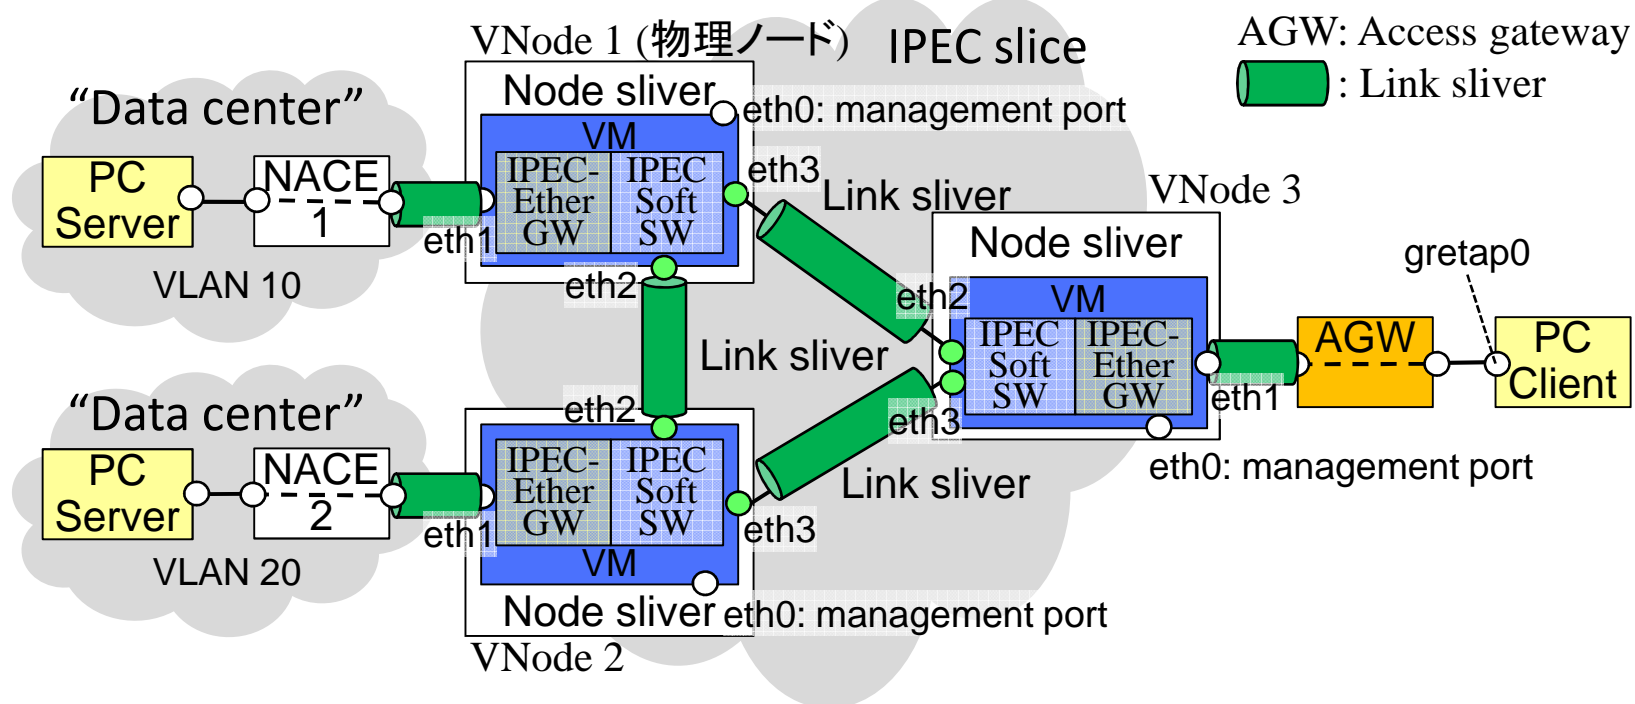 VNode 1 (物理ノード)
IPEC slice
AGW: Access gateway
: Link sliver
“Data center”
PC
Server
NACE
1
VLAN 10
Node sliver
eth0: management port
VM
IPEC-
Ether
GW
IPEC
Soft
SW
eth1
eth2
eth3
Link sliver
Link sliver
VNode 3
Node sliver
VM
eth2
eth3
IPEC
Soft
SW
IPEC-
Ether
GW
eth1
eth0: management port
AGW
gretap0
PC
Client
“Data center”
PC
Server
NACE
2
VLAN 20
eth1
eth2
IPEC-
Ether
GW
IPEC
Soft
SW
VM
eth3
Link sliver
Node sliver
eth0: management port
VNode 2